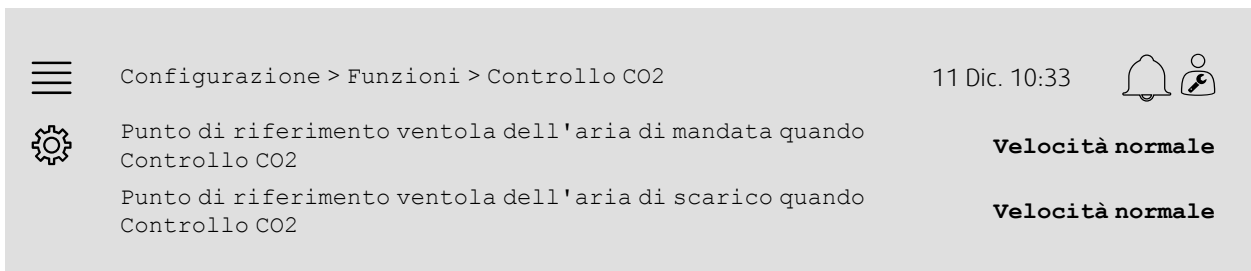 Configurazione > Funzioni > Controllo CO2 11 Dic. 10:33
Punto di riferimento ventola dell'aria di mandata quando
Controllo CO2
Velocità normale
Punto di riferimento ventola dell'aria di scarico quando
Controllo CO2
Velocità normale